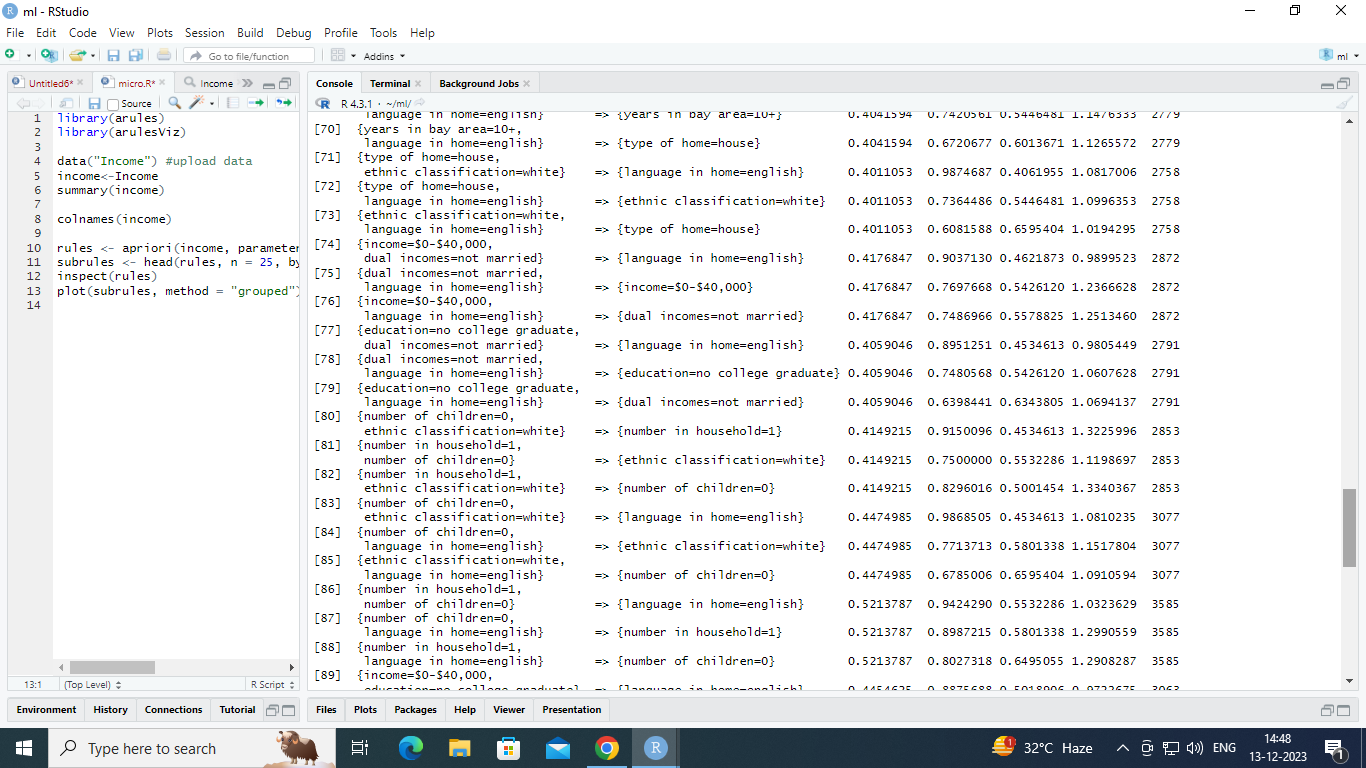 ml - RStudio
File Edit Code View Plots Session Build Debug Profile Tools Help
Go to file/function Addins ml
Untitled6* micro.R* Income
Source
1 library(arules)
2 library(arulesViz)
3
4 data("Income") #upload data
5 income<-Income
6 summary(income)
7
8 colnames(income)
9
10 rules <- apriori(income, parameter
11 subrules <- head(rules, n = 25, by
12 inspect(rules)
13 plot(subrules, method = "grouped")
14
13:1 (Top Level) R Script
Environment History Connections Tutorial
Console Terminal Background Jobs
R 4.3.1 · ~/ml/
language in home=english} => {years in bay area=10+} 0.4041594 0.7420561 0.5446481 1.1476333 2779
[70] {years in bay area=10+,
language in home=english} => {type of home=house} 0.4041594 0.6720677 0.6013671 1.1265572 2779
[71] {type of home=house,
ethnic classification=white} => {language in home=english} 0.4011053 0.9874687 0.4061955 1.0817006 2758
[72] {type of home=house,
language in home=english} => {ethnic classification=white} 0.4011053 0.7364486 0.5446481 1.0996353 2758
[73] {ethnic classification=white,
language in home=english} => {type of home=house} 0.4011053 0.6081588 0.6595404 1.0194295 2758
[74] {income=$0-$40,000,
dual incomes=not married} => {language in home=english} 0.4176847 0.9037130 0.4621873 0.9899523 2872
[75] {dual incomes=not married,
language in home=english} => {income=$0-$40,000} 0.4176847 0.7697668 0.5426120 1.2366628 2872
[76] {income=$0-$40,000,
language in home=english} => {dual incomes=not married} 0.4176847 0.7486966 0.5578825 1.2513460 2872
[77] {education=no college graduate,
dual incomes=not married} => {language in home=english} 0.4059046 0.8951251 0.4534613 0.9805449 2791
[78] {dual incomes=not married,
language in home=english} => {education=no college graduate} 0.4059046 0.7480568 0.5426120 1.0607628 2791
[79] {education=no college graduate,
language in home=english} => {dual incomes=not married} 0.4059046 0.6398441 0.6343805 1.0694137 2791
[80] {number of children=0,
ethnic classification=white} => {number in household=1} 0.4149215 0.9150096 0.4534613 1.3225996 2853
[81] {number in household=1,
number of children=0} => {ethnic classification=white} 0.4149215 0.7500000 0.5532286 1.1198697 2853
[82] {number in household=1,
ethnic classification=white} => {number of children=0} 0.4149215 0.8296016 0.5001454 1.3340367 2853
[83] {number of children=0,
ethnic classification=white} => {language in home=english} 0.4474985 0.9868505 0.4534613 1.0810235 3077
[84] {number of children=0,
language in home=english} => {ethnic classification=white} 0.4474985 0.7713713 0.5801338 1.1517804 3077
[85] {ethnic classification=white,
language in home=english} => {number of children=0} 0.4474985 0.6785006 0.6595404 1.0910594 3077
[86] {number in household=1,
number of children=0} => {language in home=english} 0.5213787 0.9424290 0.5532286 1.0323629 3585
[87] {number of children=0,
language in home=english} => {number in household=1} 0.5213787 0.8987215 0.5801338 1.2990559 3585
[88] {number in household=1,
language in home=english} => {number of children=0} 0.5213787 0.8027318 0.6495055 1.2908287 3585
[89] {income=$0-$40,000,
education=no college graduate} => {language in home=english}
Files Plots Packages Help Viewer Presentation
Type here to search
1 32°C Haze ENG 14:48
13-12-2023 1